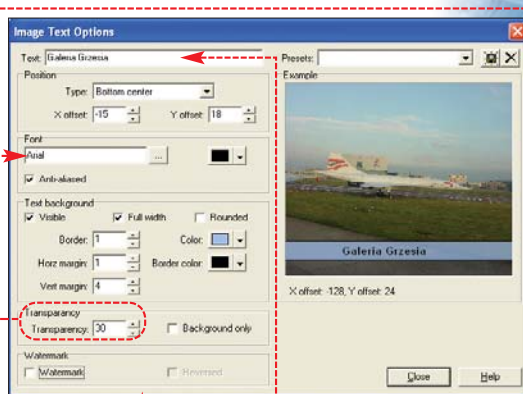 Image Text Options
Text: Galeria Grzesia
Presets:
Position
Type: Bottom center
X offset: -15 Y offset: 18
Font
Arial
...
Anti-aliased
Text background
Visible Full width Rounded
Border: 1 Color:
Horz margin: 1 Border color:
Vert margin: 4
Transparancy
Transparency: 30 Background only
Watermark
Watermark Reversed
Example
Galeria Grzesia
X offset: -128, Y offset: 24
Close Help